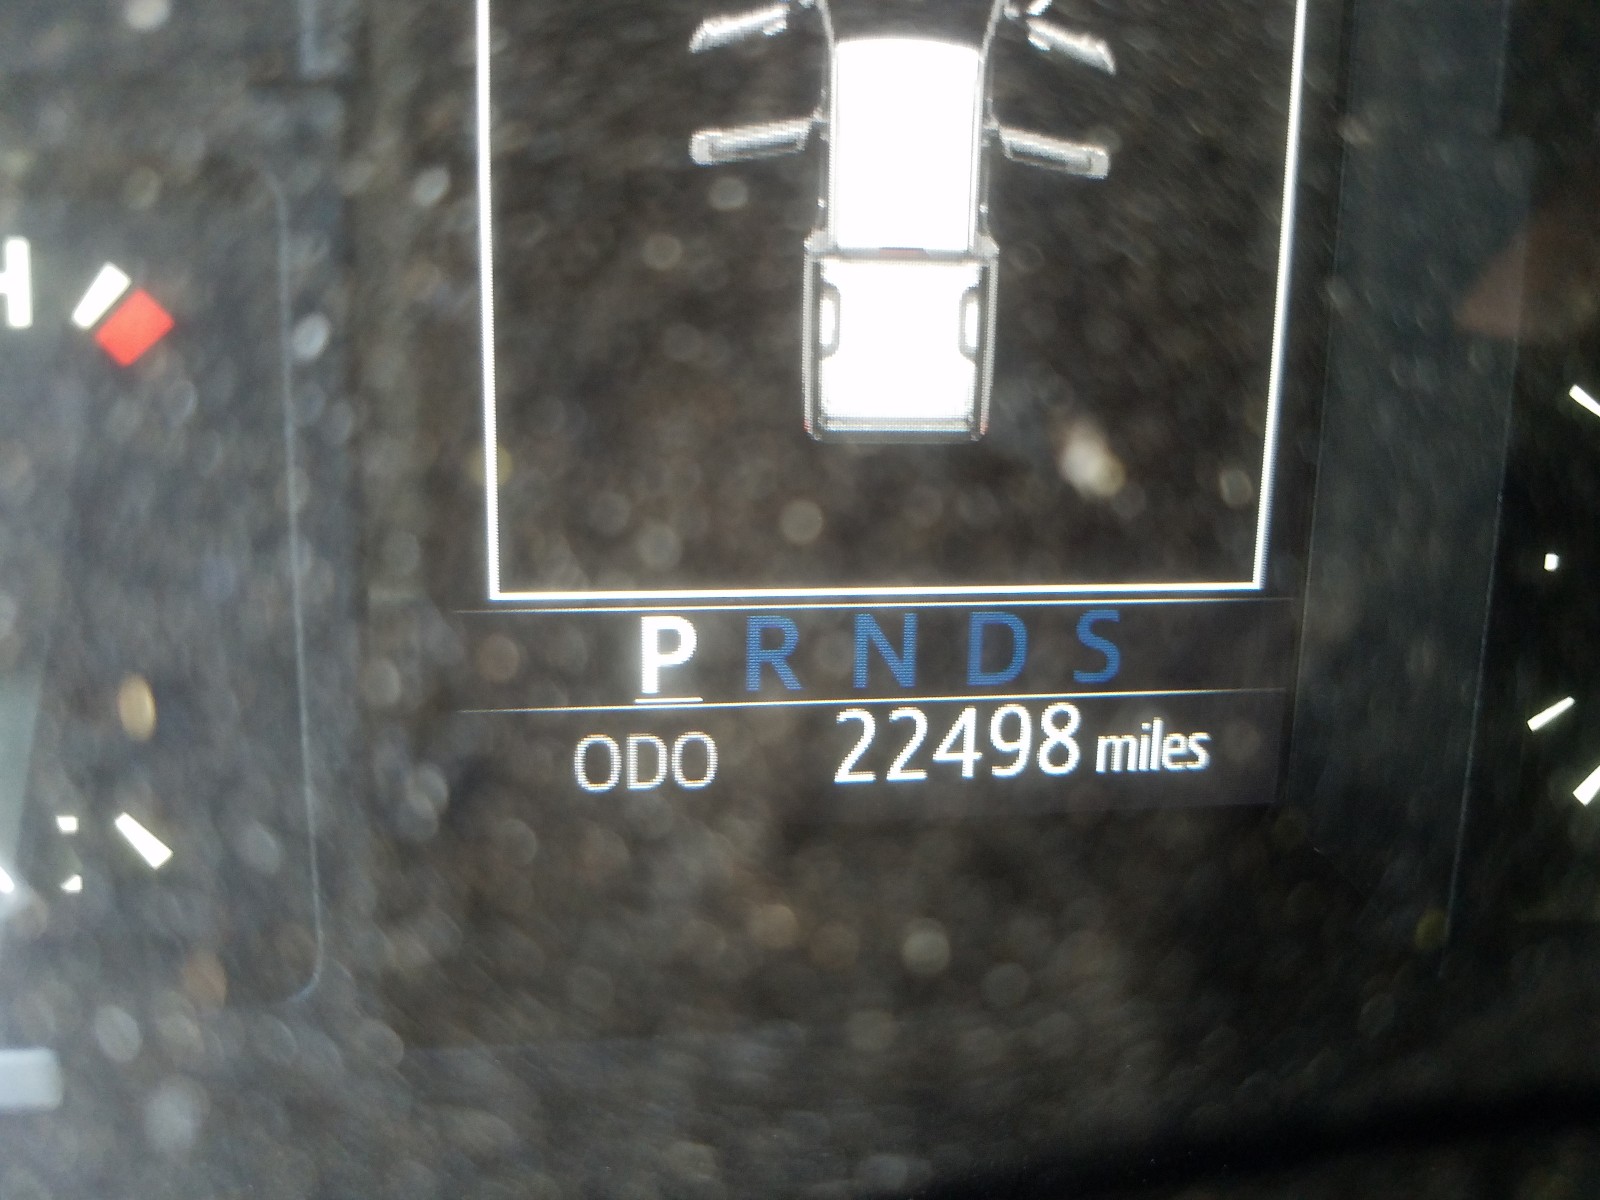 H
P R N D S
ODO 22498 miles